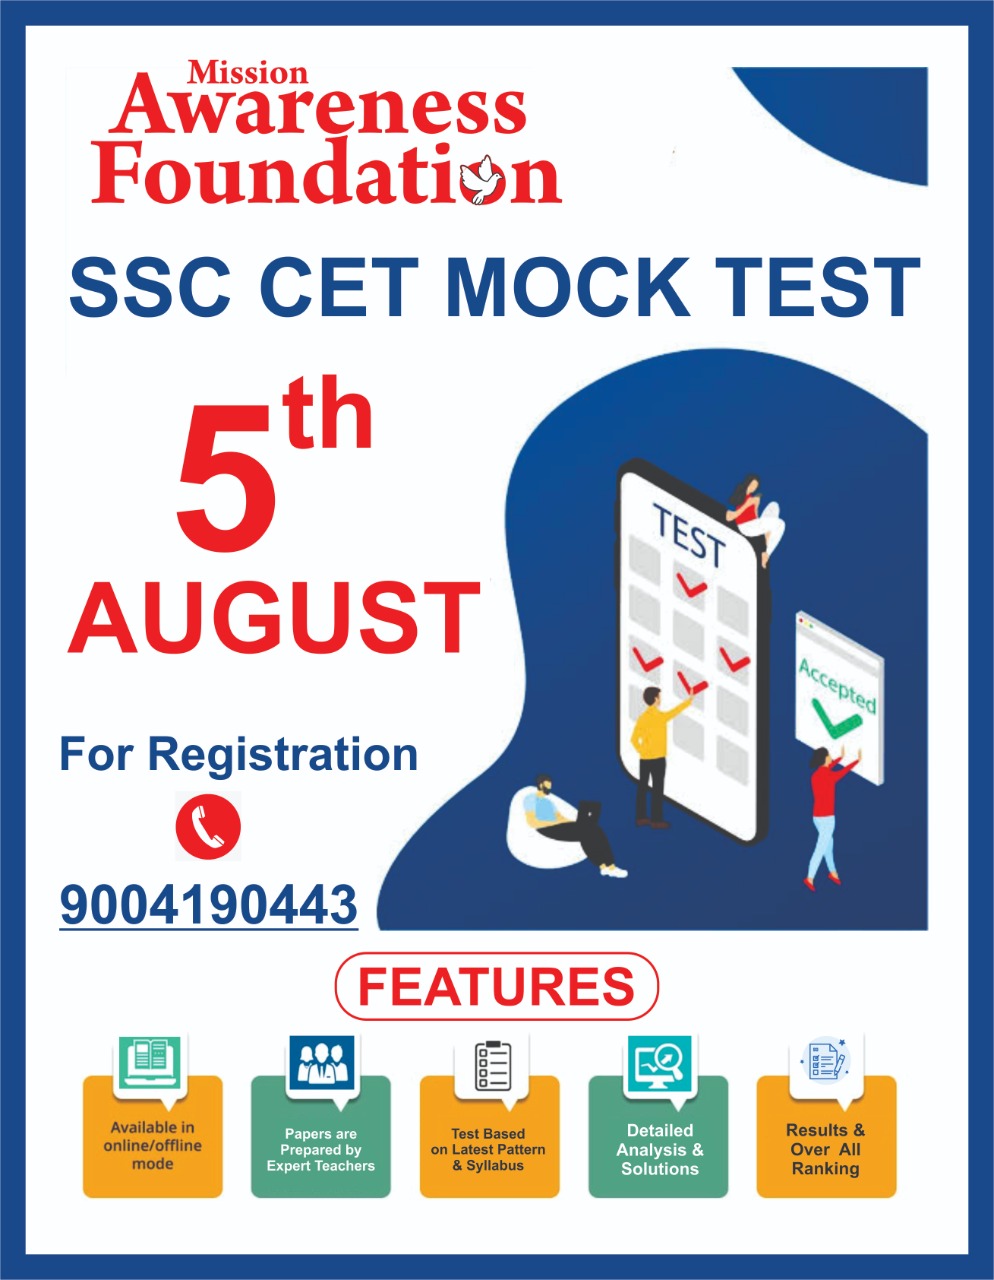 Mission
Awareness
Foundation
SSC CET MOCK TEST
5th
AUGUST
TEST
Accepted
For Registration
9004190443
FEATURES
Available in
online/offline
mode
Papers are
Prepared by
Expert Teachers
Test Based
on Latest Pattern
& Syllabus
Detailed
Analysis &
Solutions
Results &
Over All
Ranking